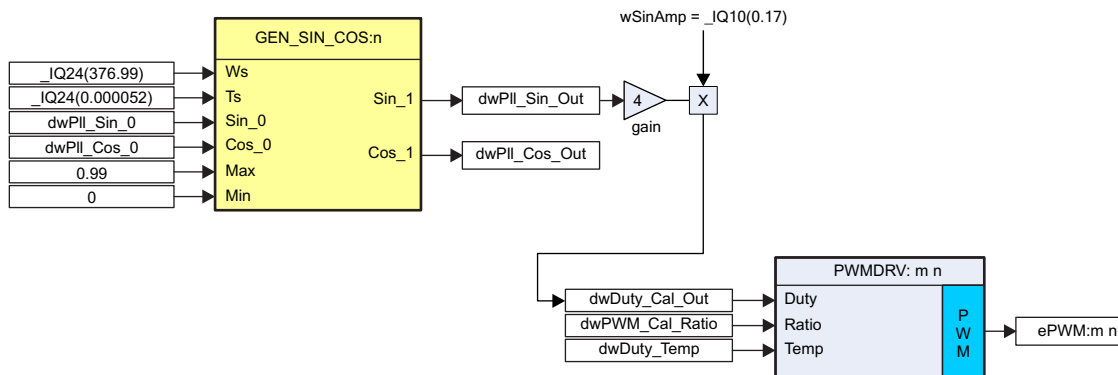 wSinAmp = _IQ10(0.17)
GEN_SIN_COS:n
_IQ24(376.99)
Ws
_IQ24(0.000052)
Ts
Sin_1
dwPll_Sin_Out
4
X
gain
dwPll_Sin_0
Sin_0
dwPll_Cos_0
Cos_0
Cos_1
dwPll_Cos_Out
0.99
Max
0
Min
PWMDRV: m n
dwDuty_Cal_Out
Duty
dwPWM_Cal_Ratio
Ratio
dwDuty_Temp
Temp
P
W
M
ePWM:m n